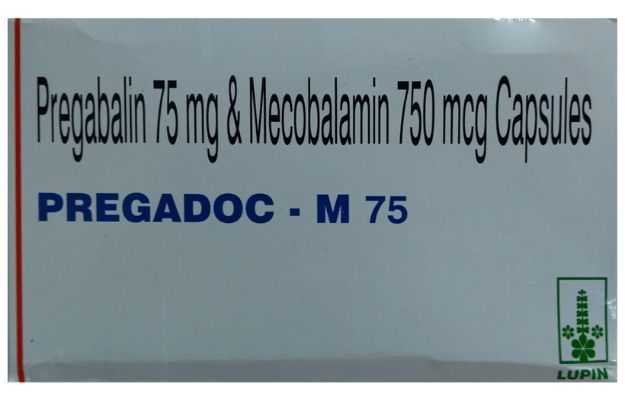 Pregabalin 75 mg & Mecobalamin 750 mcg Capsules
PREGADOC - M 75
LUPIN